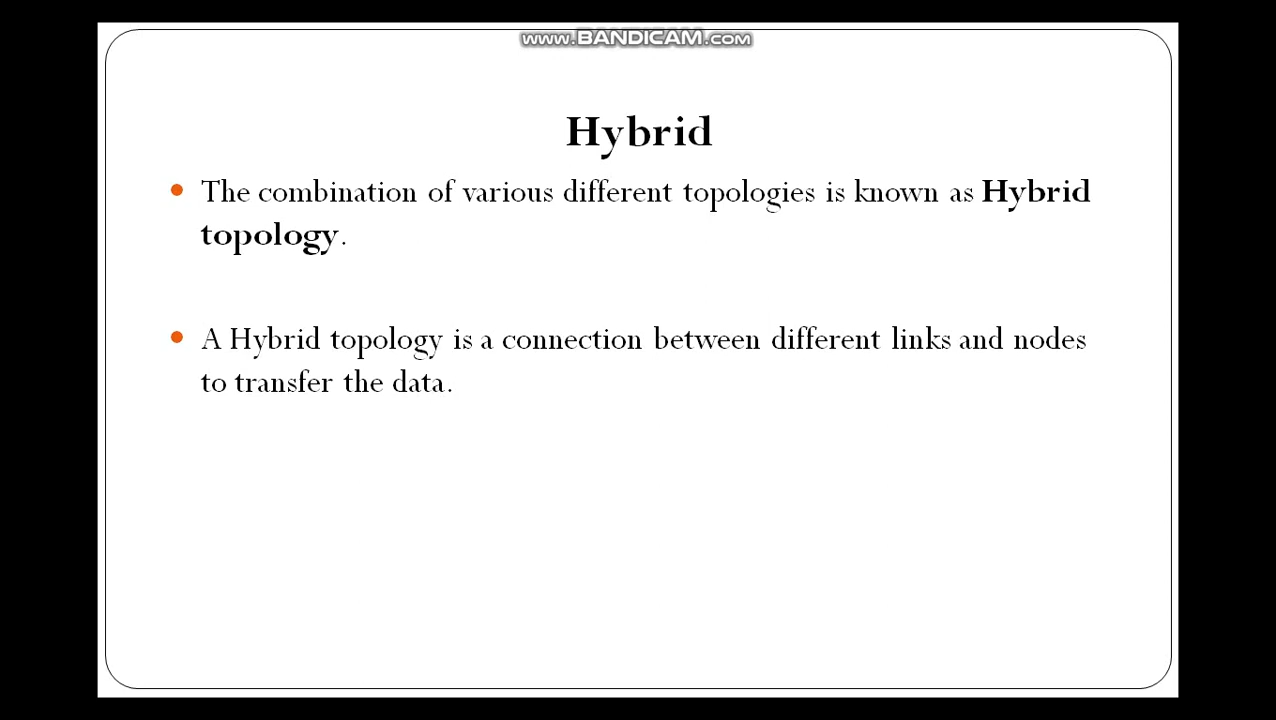 www.BANDICAM.com
Hybrid
• The combination of various different topologies is known as Hybrid
topology.
• A Hybrid topology is a connection between different links and nodes
to transfer the data.